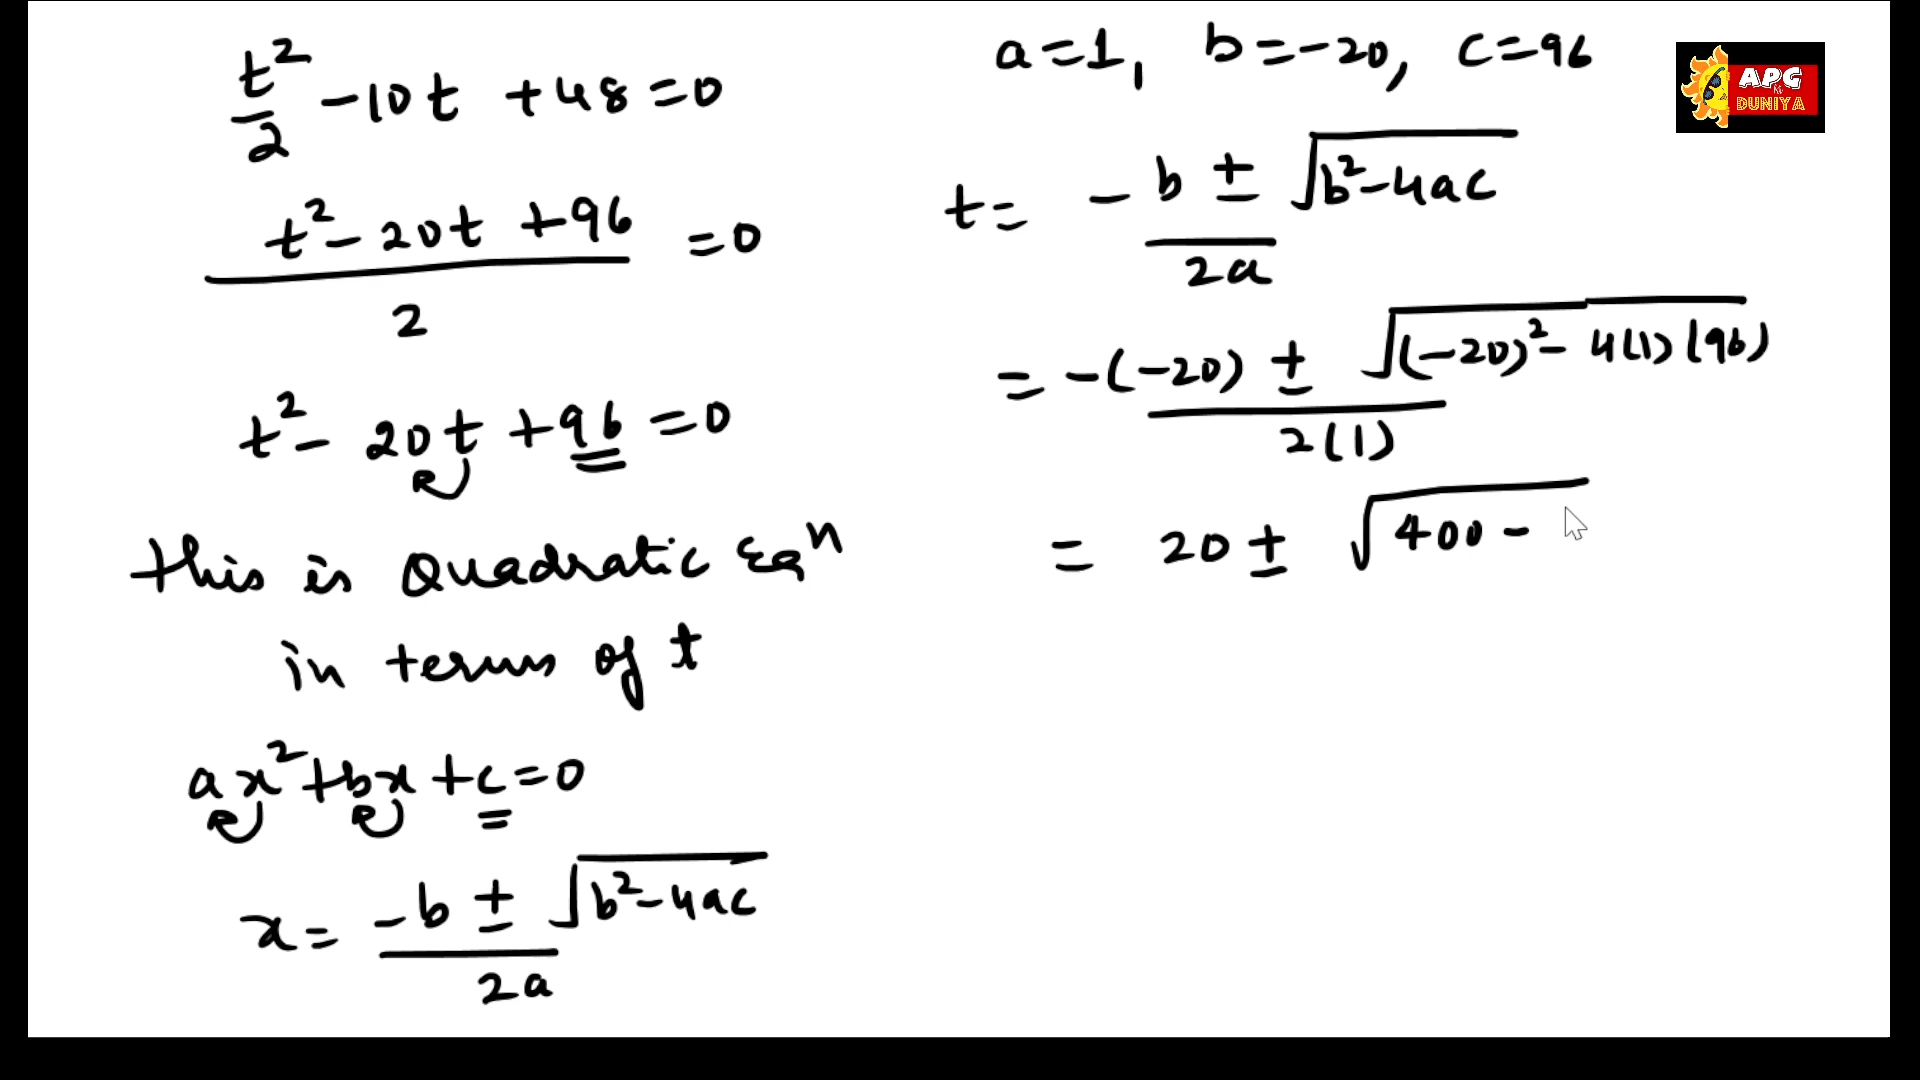 t²/2 -10t +48=0
t²-20t+96/2 =0
t²-20t+96=0
this is Quadratic Eqⁿ
in terms of t
ax²+bx+c=0
x= -b ± √b²-4ac/2a
a=1, b=-20, c=96
t= -b ± √b²-4ac/2a
= -(-20) ± √(-20)²-4(1)(96)/2(1)
= 20 ± √400 -
APG
ki
DUNIYA